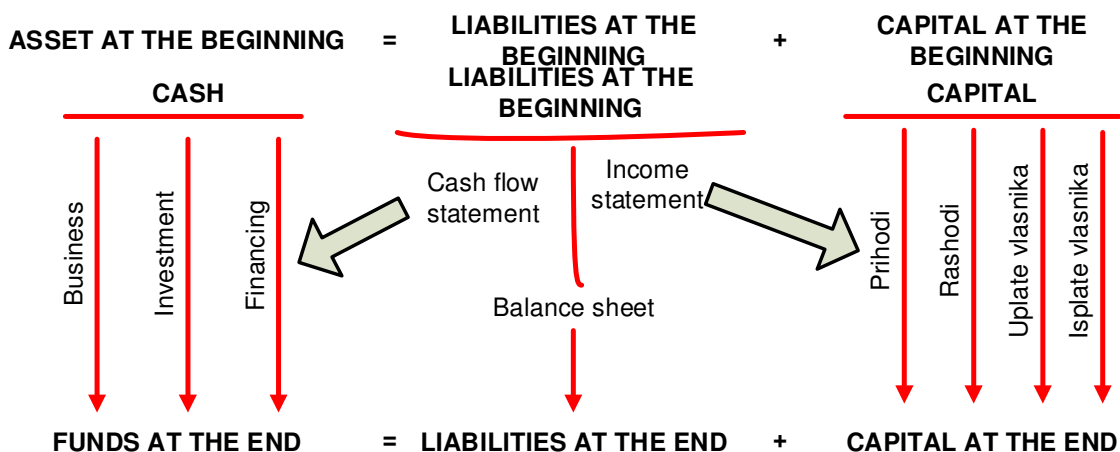 ASSET AT THE BEGINNING = LIABILITIES AT THE BEGINNING + CAPITAL AT THE BEGINNING
CASH
LIABILITIES AT THE
BEGINNING
CAPITAL
Business
Investment
Financing
Cash flow
statement
Income
statement
Balance sheet
Prihodi
Rashodi
Uplate vlasnika
Isplate vlasnika
FUNDS AT THE END = LIABILITIES AT THE END + CAPITAL AT THE END